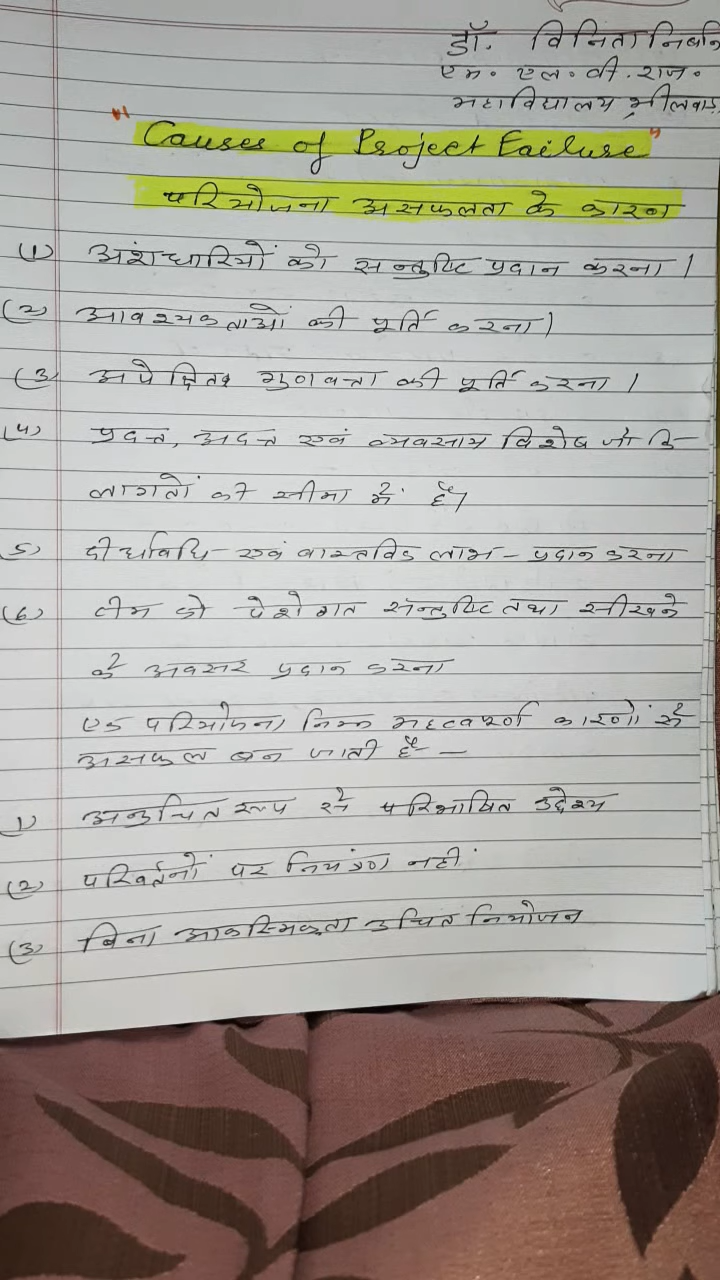 डॉ. विनिता
एम. एल. वी. राज.
महाविद्यालय भीलवाड़ा
"Causes of Project Failure"
परियोजना असफलता के कारण
(1) अंशधारियों को सन्तुष्टि प्रदान करना।
(2) आवश्यकताओं की पूर्ति करना।
(3) अपेक्षित गुणवत्ता की पूर्ति करना।
(4) प्रदत्त, अदत्त एवं व्यवसाय विशेष जो कि
लागतों की सीमा में है।
5) दीर्घावधि एवं वास्तविक लाभ - प्रदान करना
(6) टीम को पेशेगत सन्तुष्टि तथा सीखने
के अवसर प्रदान करना
एक परियोजना निम्न महत्वपूर्ण कारणों से
असफल बन जाती है -
1) अनुचित रूप से परिभाषित उद्देश्य
(2) परिवर्तनों पर नियंत्रण नहीं
(3) बिना आकस्मिकता उचित नियोजन